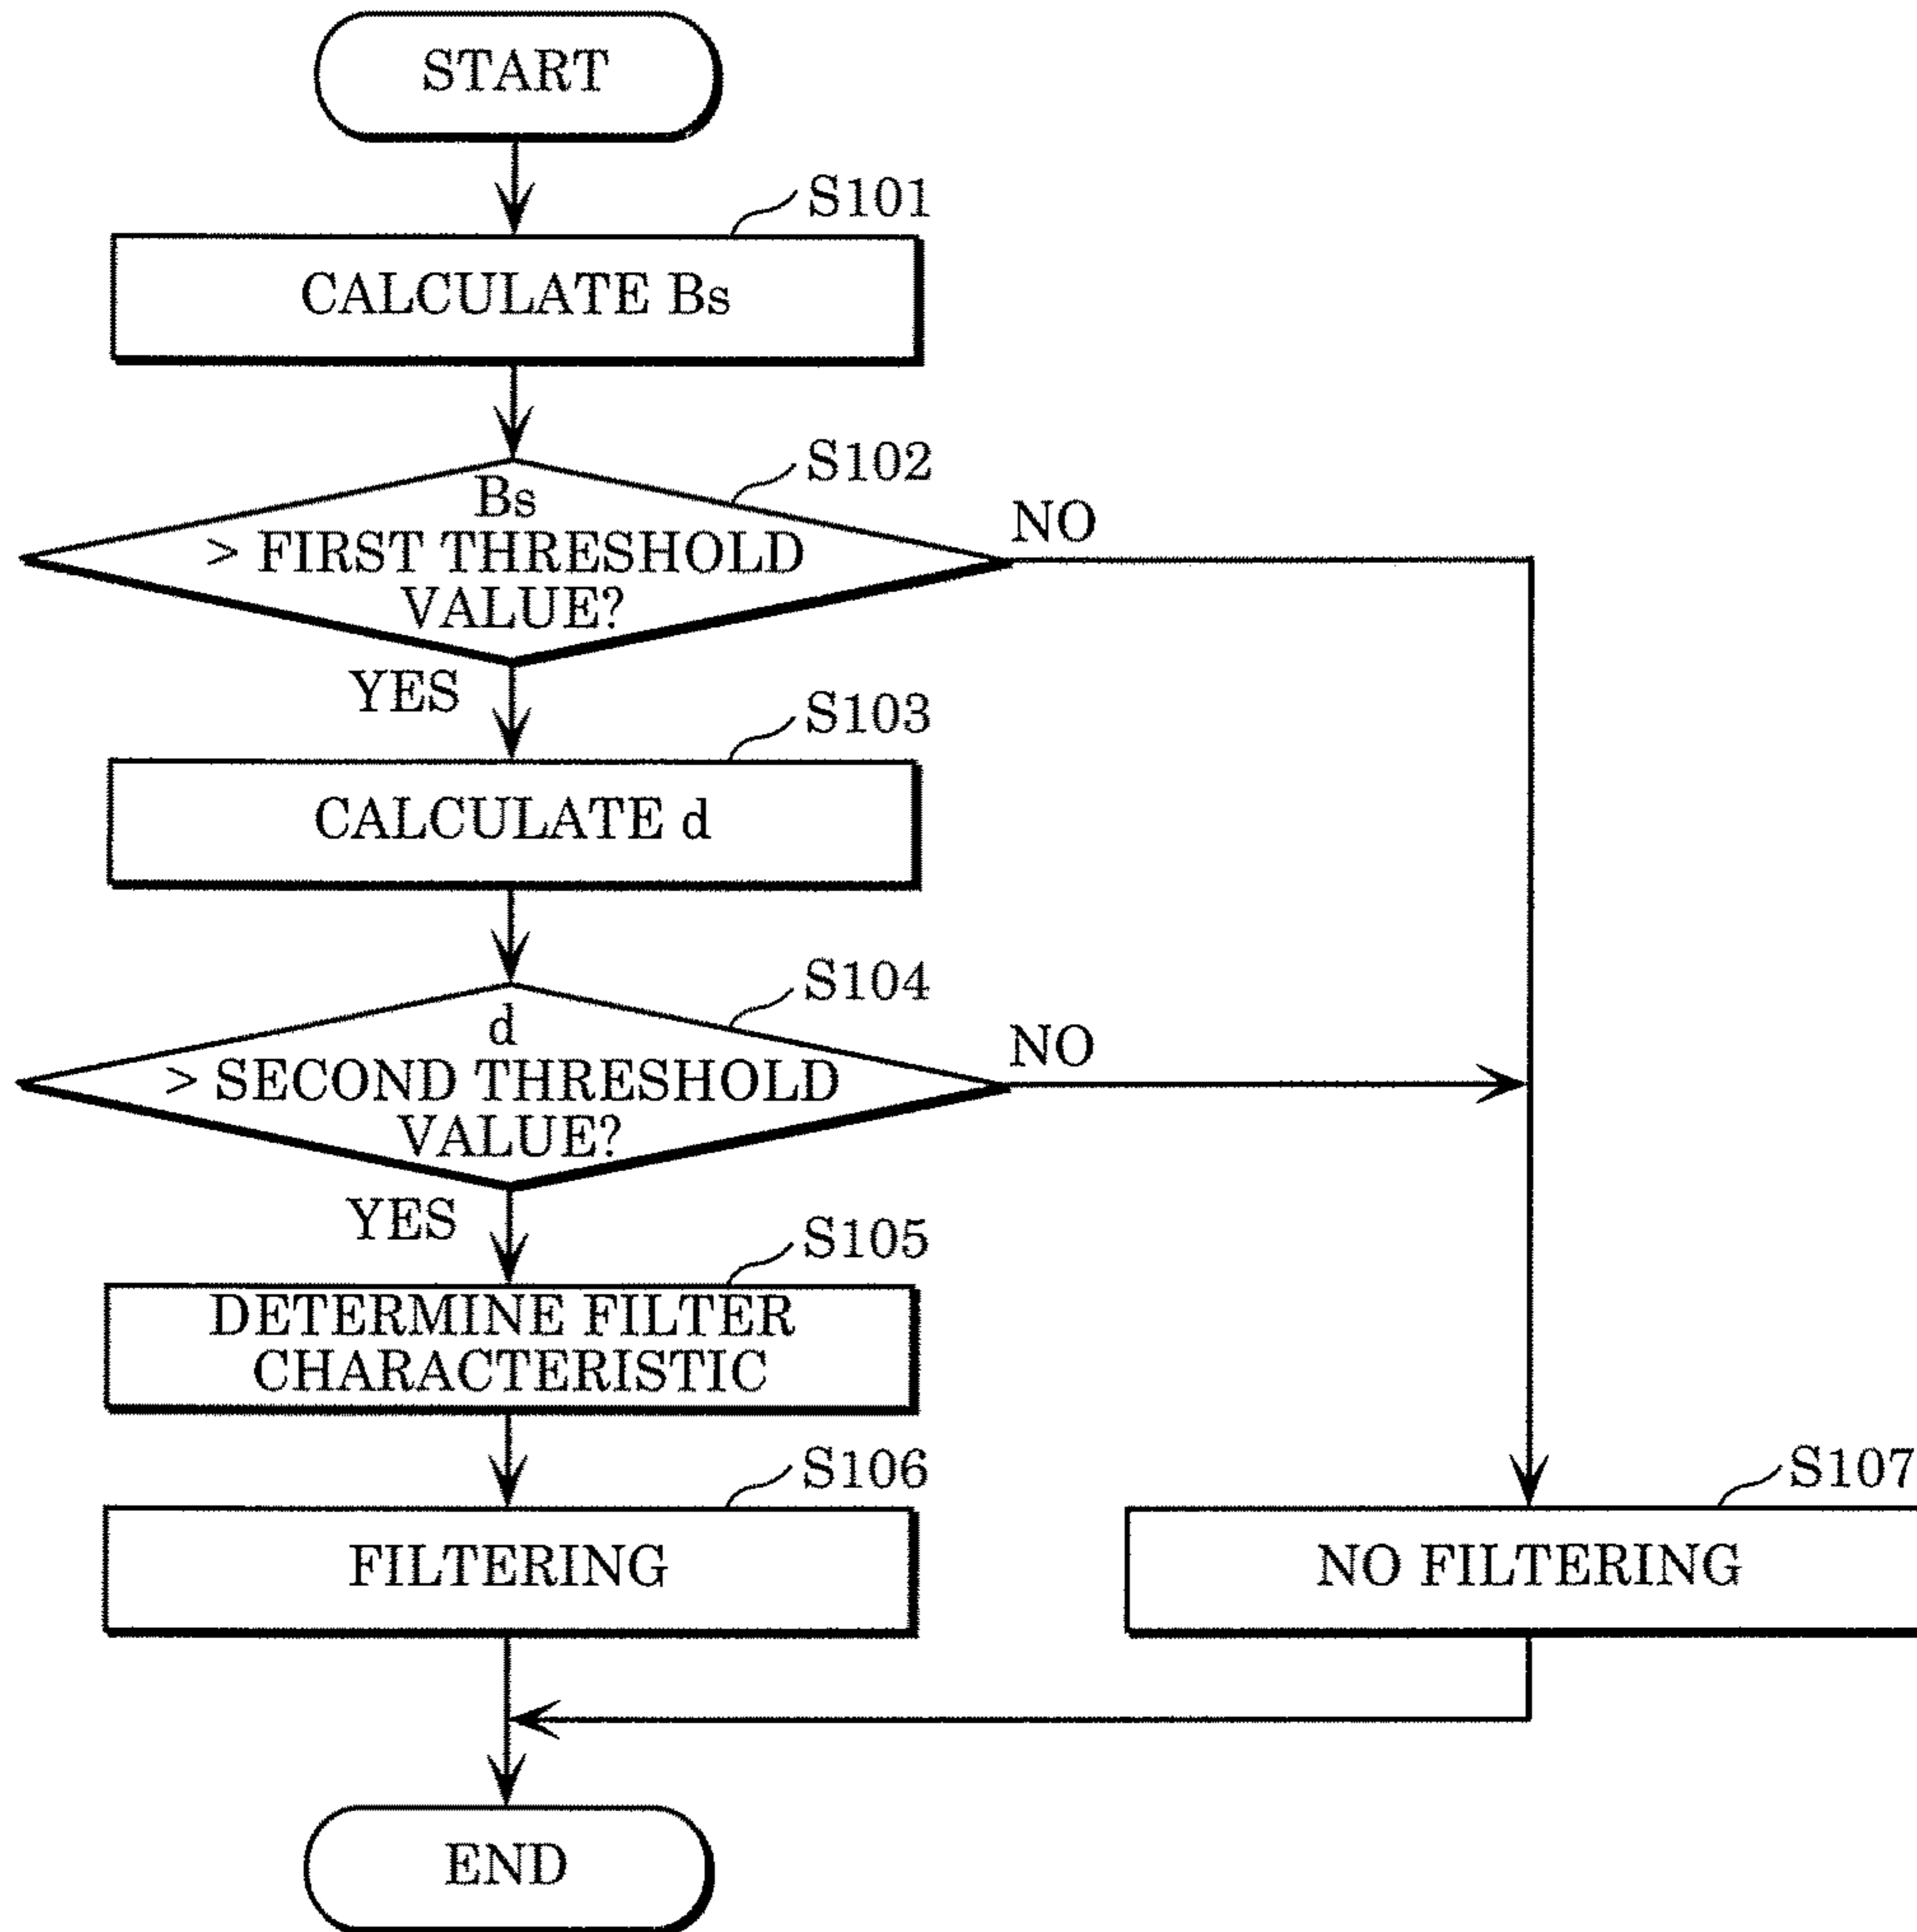 START
S101
CALCULATE Bs
S102
Bs
> FIRST THRESHOLD
VALUE?
NO
YES
S103
CALCULATE d
S104
d
> SECOND THRESHOLD
VALUE?
NO
YES
S105
DETERMINE FILTER
CHARACTERISTIC
S106
FILTERING
S107
NO FILTERING
END